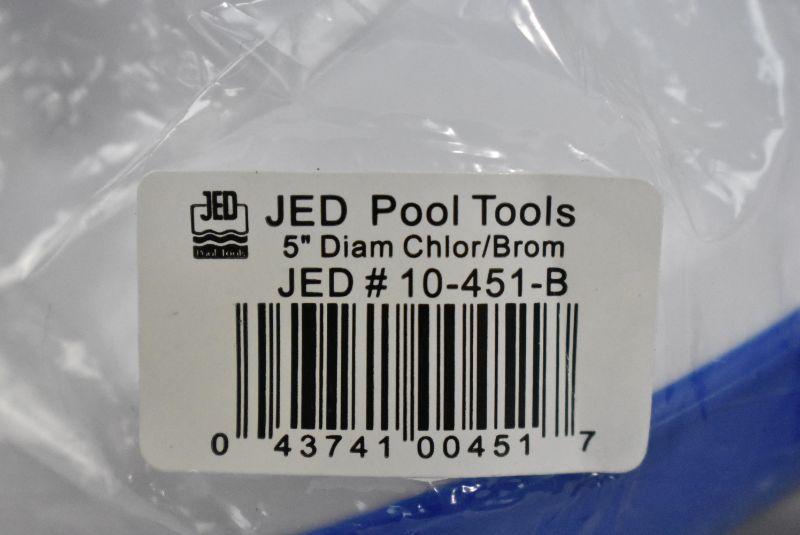 JED
Pool Tools
JED Pool Tools
5" Diam Chlor/Brom
JED # 10-451-B
0 43741 00451 7